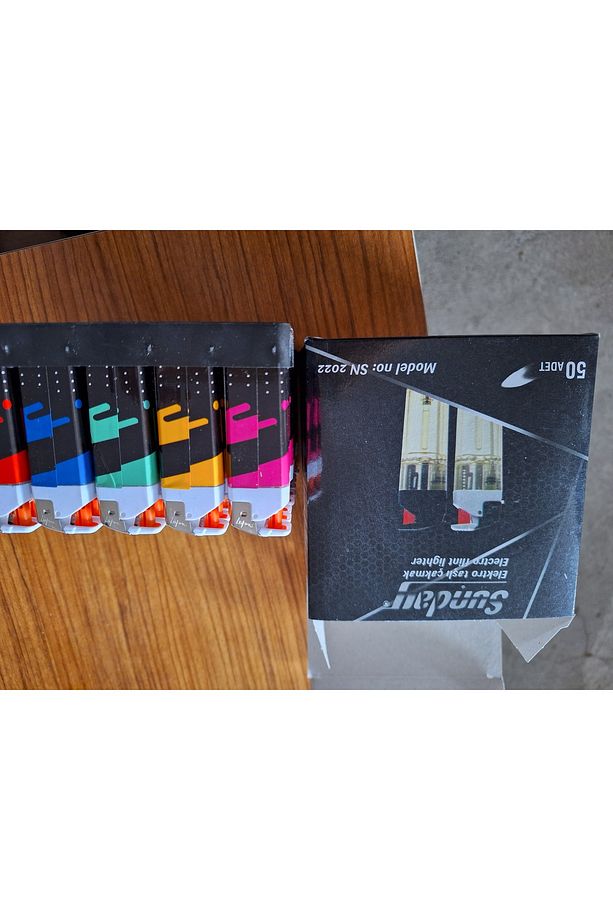 Sunday®
Elektro taşlı çakmak
Electro flint lighter
50 ADET
Model no: SN 2022